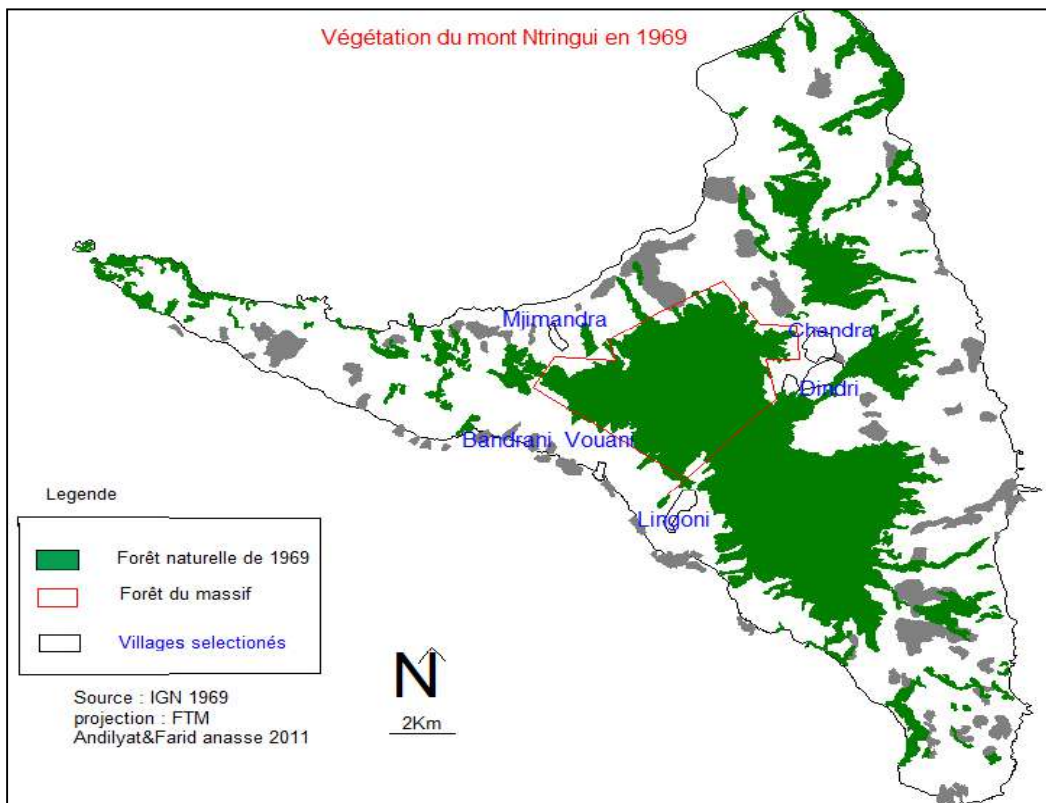 Végétation du mont Ntringui en 1969
Mjimandra
Chandra
Dindri
Bandrani Vouani
Lingoni
Legende
Forêt naturelle de 1969
Forêt du massif
Villages selectionés
Source : IGN 1969
projection : FTM
Andilyat&Farid anasse 2011
N
2Km